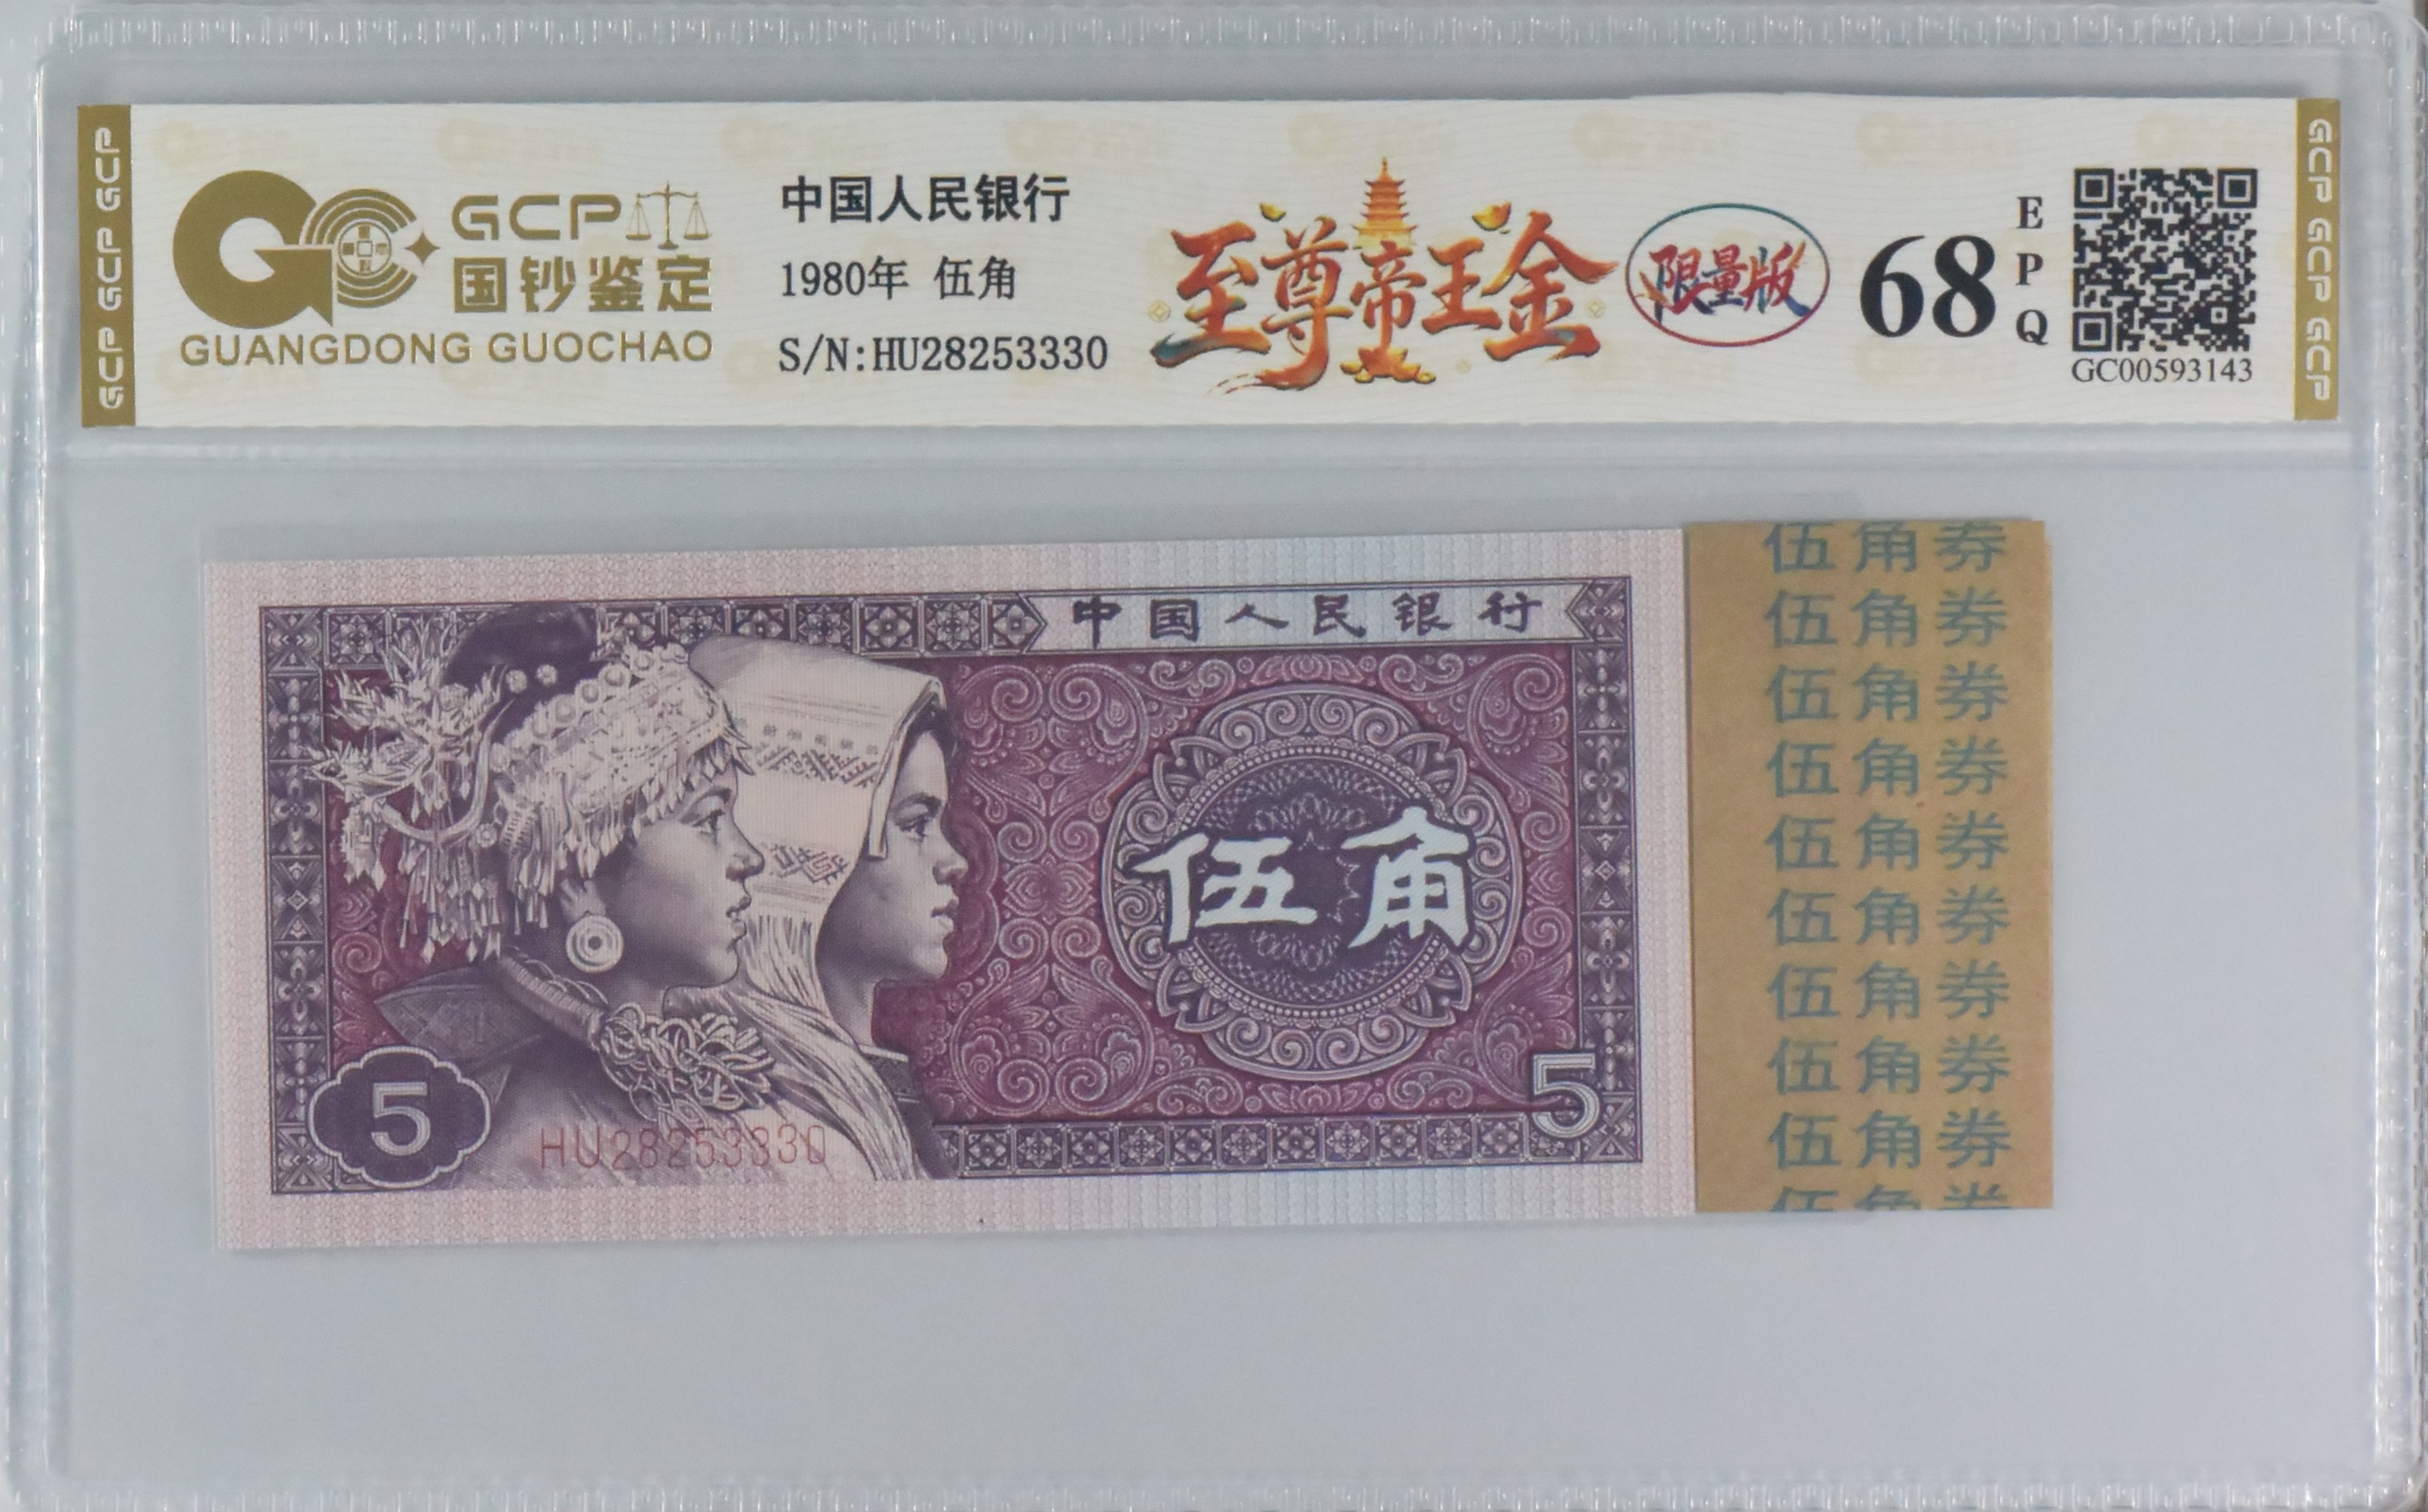 GCP GCP GCP
GCP
国钞鉴定
GUANGDONG GUOCHAO
中国人民银行
1980年 伍角
S/N:HU28253330
至尊帝王金
限量版
68
E
P
Q
GC00593143
GCP GCP GCP
中国人民银行
伍角
5
5
HU28253330
伍角券
伍角券
伍角券
伍角券
伍角券
伍角券
伍角券
伍角券
伍角券
伍角券